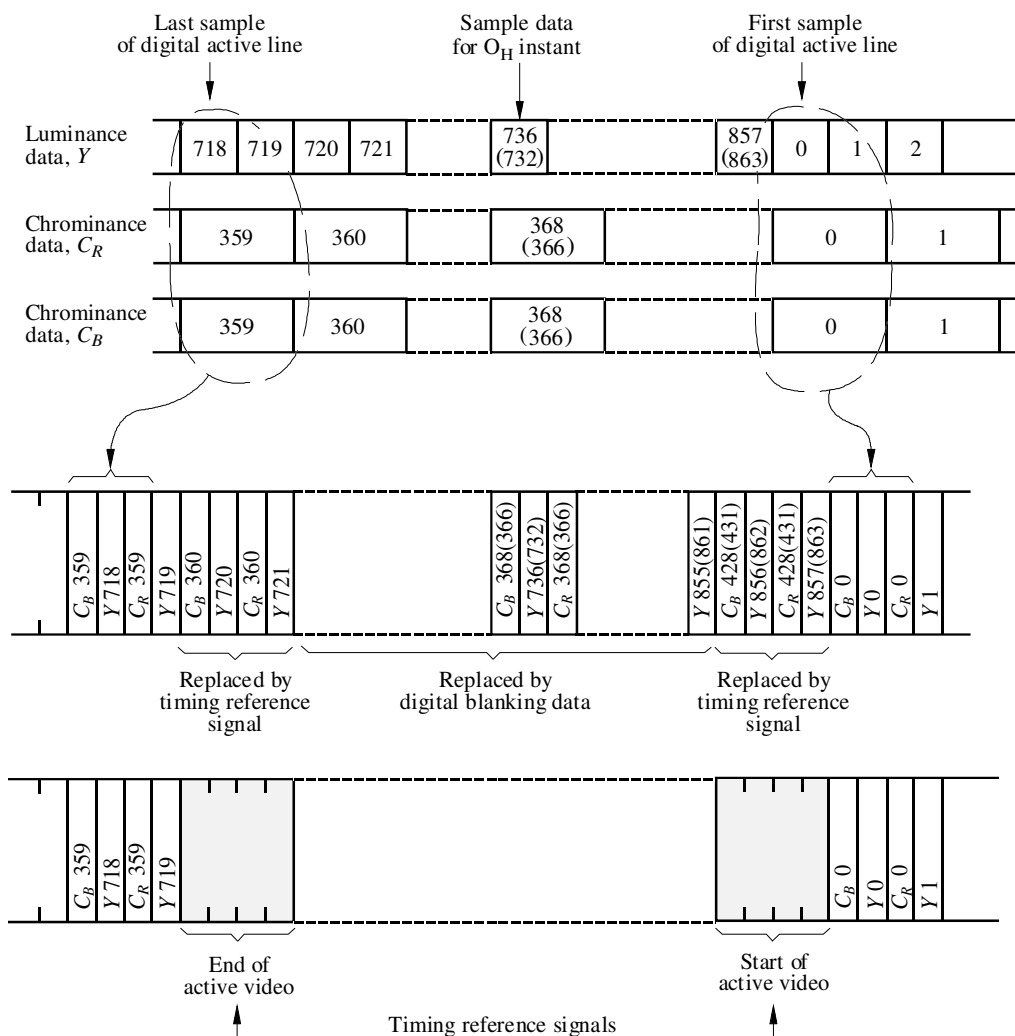 Last sample
of digital active line
Sample data
for O_H instant
First sample
of digital active line
Luminance
data, Y
718 719 720 721 736
(732) 857
(863) 0 1 2
Chrominance
data, C_R
359 360 368
(366) 0 1
Chrominance
data, C_B
359 360 368
(366) 0 1
C_B 359
Y 718
C_R 359
Y 719
C_B 360
Y 720
C_R 360
Y 721
C_B 368(366)
Y 736(732)
C_R 368(366)
Y 855(861)
C_B 428(431)
Y 856(862)
C_R 428(431)
Y 857(863)
C_B 0
Y 0
C_R 0
Y 1
Replaced by
timing reference
signal
Replaced by
digital blanking data
Replaced by
timing reference
signal
C_B 359
Y 718
C_R 359
Y 719
C_B 0
Y 0
C_R 0
Y 1
End of
active video
Start of
active video
Timing reference signals